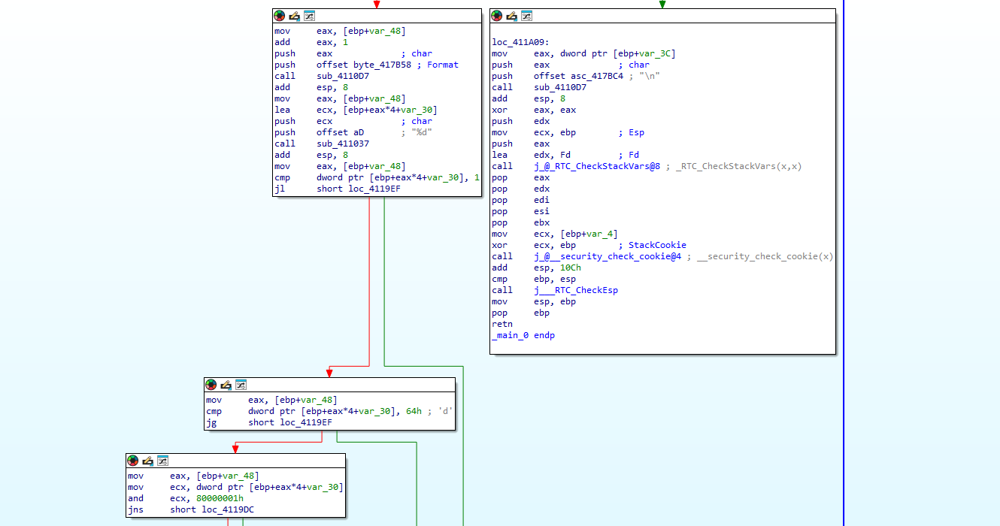 mov eax, [ebp+var_48]
add eax, 1
push eax ; char
push offset byte_417B58 ; Format
call sub_4110D7
add esp, 8
mov eax, [ebp+var_48]
lea ecx, [ebp+eax*4+var_30]
push ecx ; char
push offset aD ; "%d"
call sub_411037
add esp, 8
mov eax, [ebp+var_48]
cmp dword ptr [ebp+eax*4+var_30], 1
jl short loc_4119EF
loc_411A09:
mov eax, dword ptr [ebp+var_3C]
push eax ; char
push offset asc_417BC4 ; "\n"
call sub_4110D7
add esp, 8
xor eax, eax
push edx
mov ecx, ebp ; Esp
push eax
lea edx, Fd ; Fd
call j_@_RTC_CheckStackVars@8 ; _RTC_CheckStackVars(x,x)
pop eax
pop edx
pop edi
pop esi
pop ebx
mov ecx, [ebp+var_4]
xor ecx, ebp ; StackCookie
call j_@__security_check_cookie@4 ; __security_check_cookie(x)
add esp, 10Ch
cmp ebp, esp
call j___RTC_CheckEsp
mov esp, ebp
pop ebp
retn
_main_0 endp
mov eax, [ebp+var_48]
cmp dword ptr [ebp+eax*4+var_30], 64h ; 'd'
jg short loc_4119EF
mov eax, [ebp+var_48]
mov ecx, dword ptr [ebp+eax*4+var_30]
and ecx, 80000001h
jns short loc_4119DC